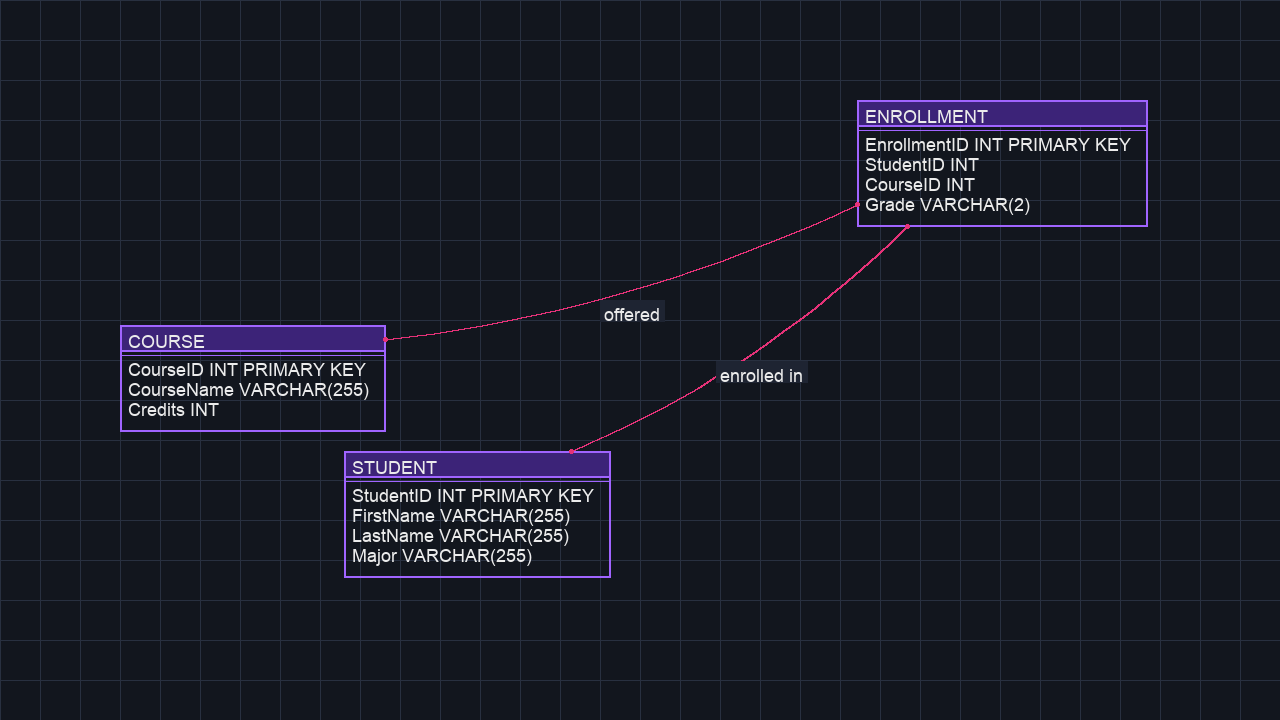 ENROLLMENT
EnrollmentID INT PRIMARY KEY
StudentID INT
CourseID INT
Grade VARCHAR(2)
offered
COURSE
CourseID INT PRIMARY KEY
CourseName VARCHAR(255)
Credits INT
enrolled in
STUDENT
StudentID INT PRIMARY KEY
FirstName VARCHAR(255)
LastName VARCHAR(255)
Major VARCHAR(255)